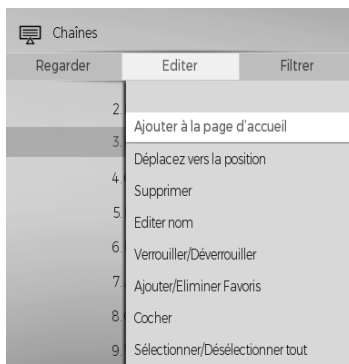 Chaînes
Regarder Editer Filtrer
2.
Ajouter à la page d'accueil
3.
Déplacez vers la position
4.
Supprimer
5.
Editer nom
6.
Verrouiller/Déverrouiller
7.
Ajouter/Eliminer Favoris
8.
Cocher
9.
Sélectionner/Désélectionner tout